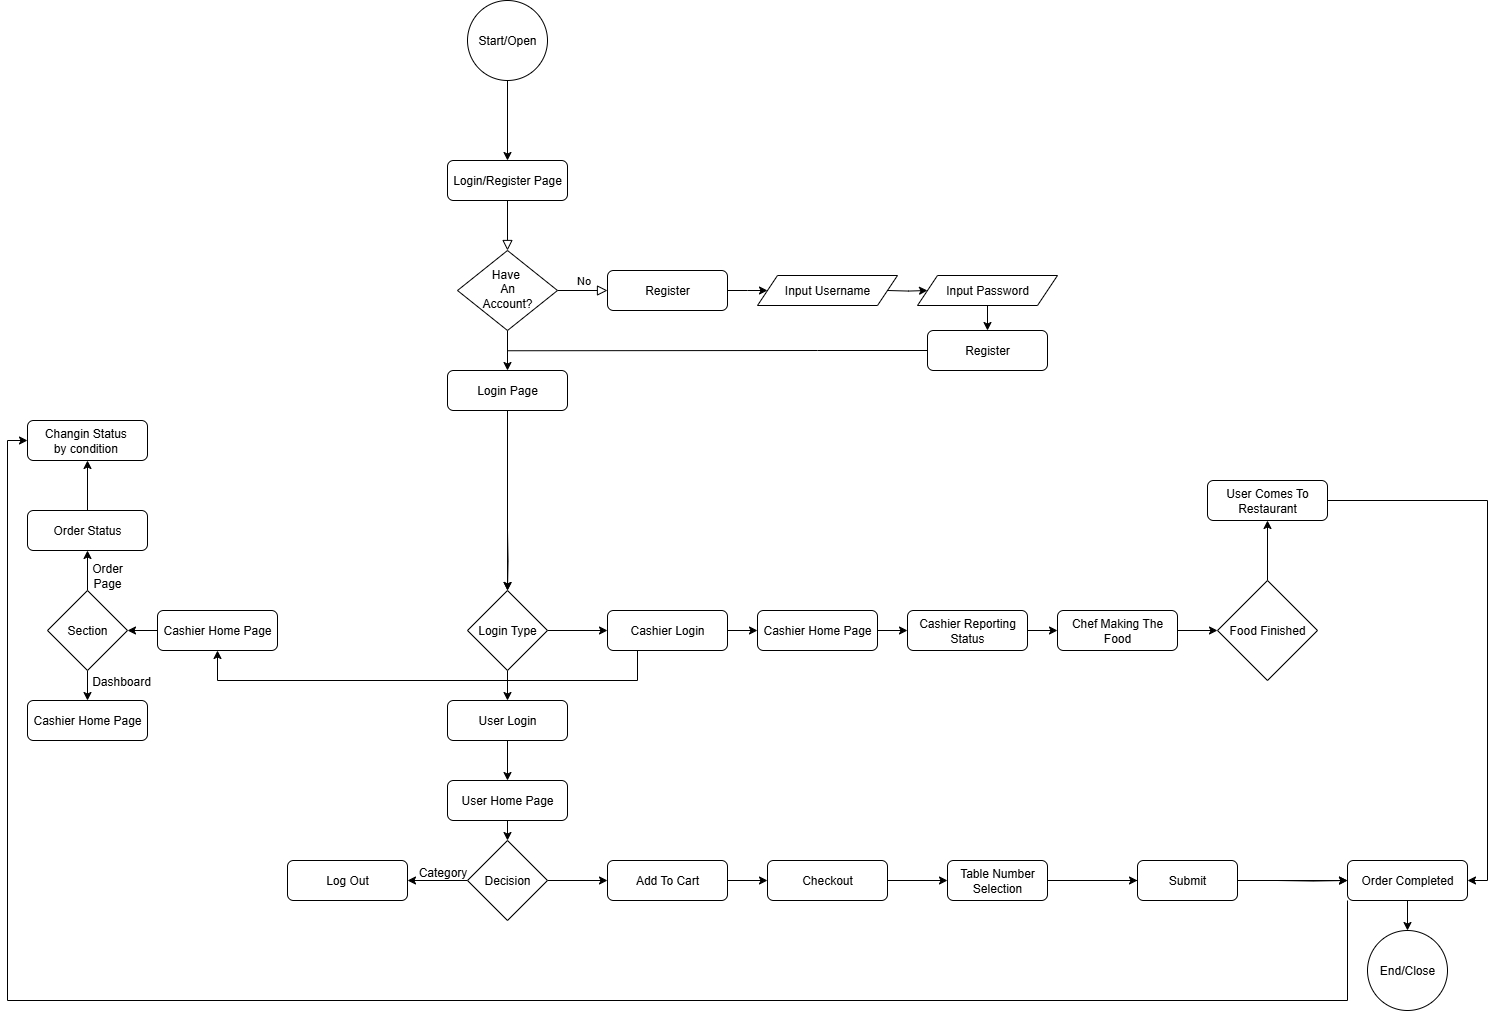 Start/Open
Login/Register Page
Have
An
Account?
No
Register
Input Username
Input Password
Register
Login Page
Changin Status
by condition
Order Status
Order
Page
Section
Cashier Home Page
Dashboard
Cashier Home Page
User Comes To
Restaurant
Login Type
Cashier Login
Cashier Home Page
Cashier Reporting
Status
Chef Making The
Food
Food Finished
User Login
User Home Page
Log Out
Category
Decision
Add To Cart
Checkout
Table Number
Selection
Submit
Order Completed
End/Close